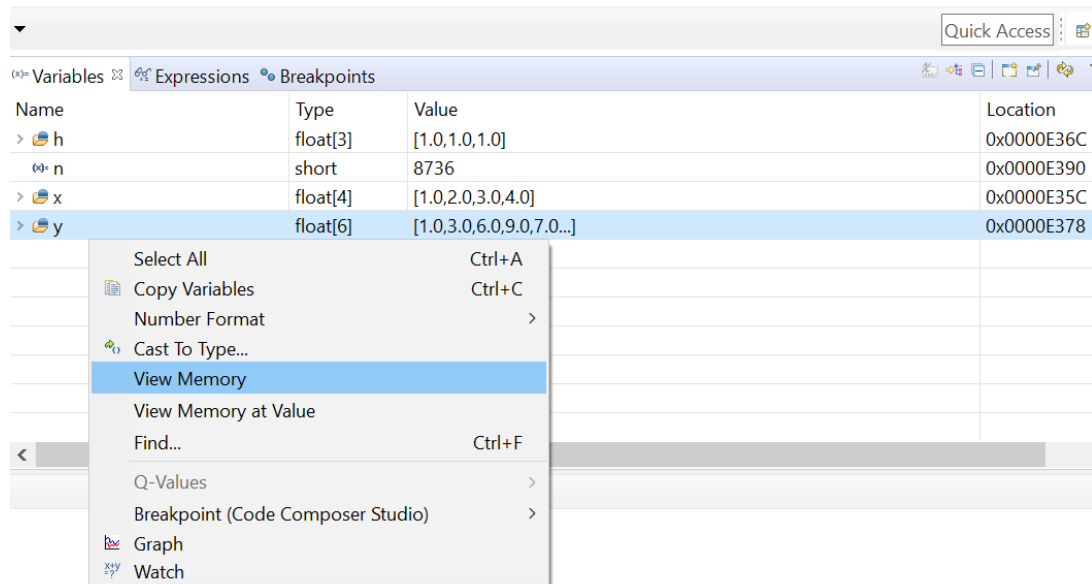 Quick Access
(x)= Variables Expressions Breakpoints
Name Type Value Location
h float[3] [1.0,1.0,1.0] 0x0000E36C
(x)= n short 8736 0x0000E390
x float[4] [1.0,2.0,3.0,4.0] 0x0000E35C
y float[6] [1.0,3.0,6.0,9.0,7.0...] 0x0000E378
Select All Ctrl+A
Copy Variables Ctrl+C
Number Format
Cast To Type...
View Memory
View Memory at Value
Find... Ctrl+F
Q-Values
Breakpoint (Code Composer Studio)
Graph
x+y=? Watch